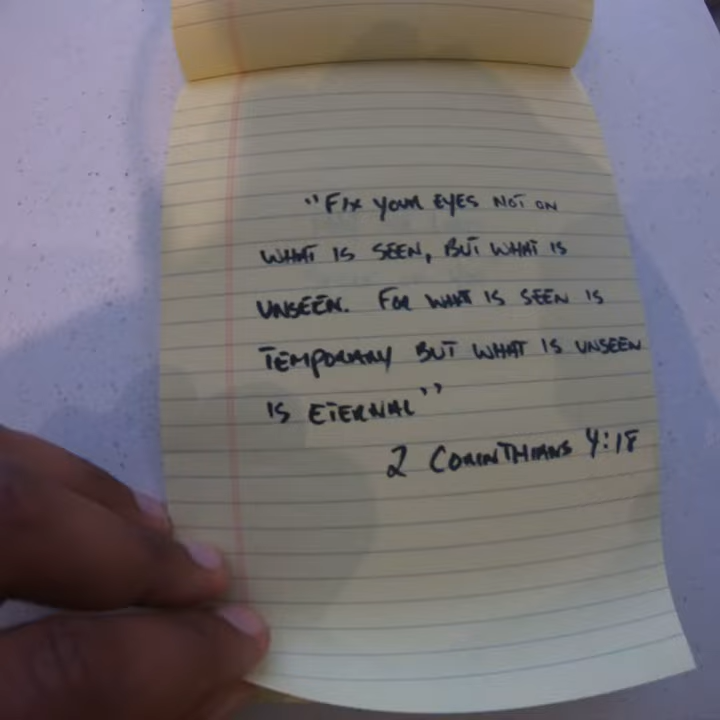 "FIX YOUR EYES NOT ON
WHAT IS SEEN, BUT WHAT IS
UNSEEN. FOR WHAT IS SEEN IS
TEMPORARY BUT WHAT IS UNSEEN
IS ETERNAL"
2 CORINTHIANS 4:18